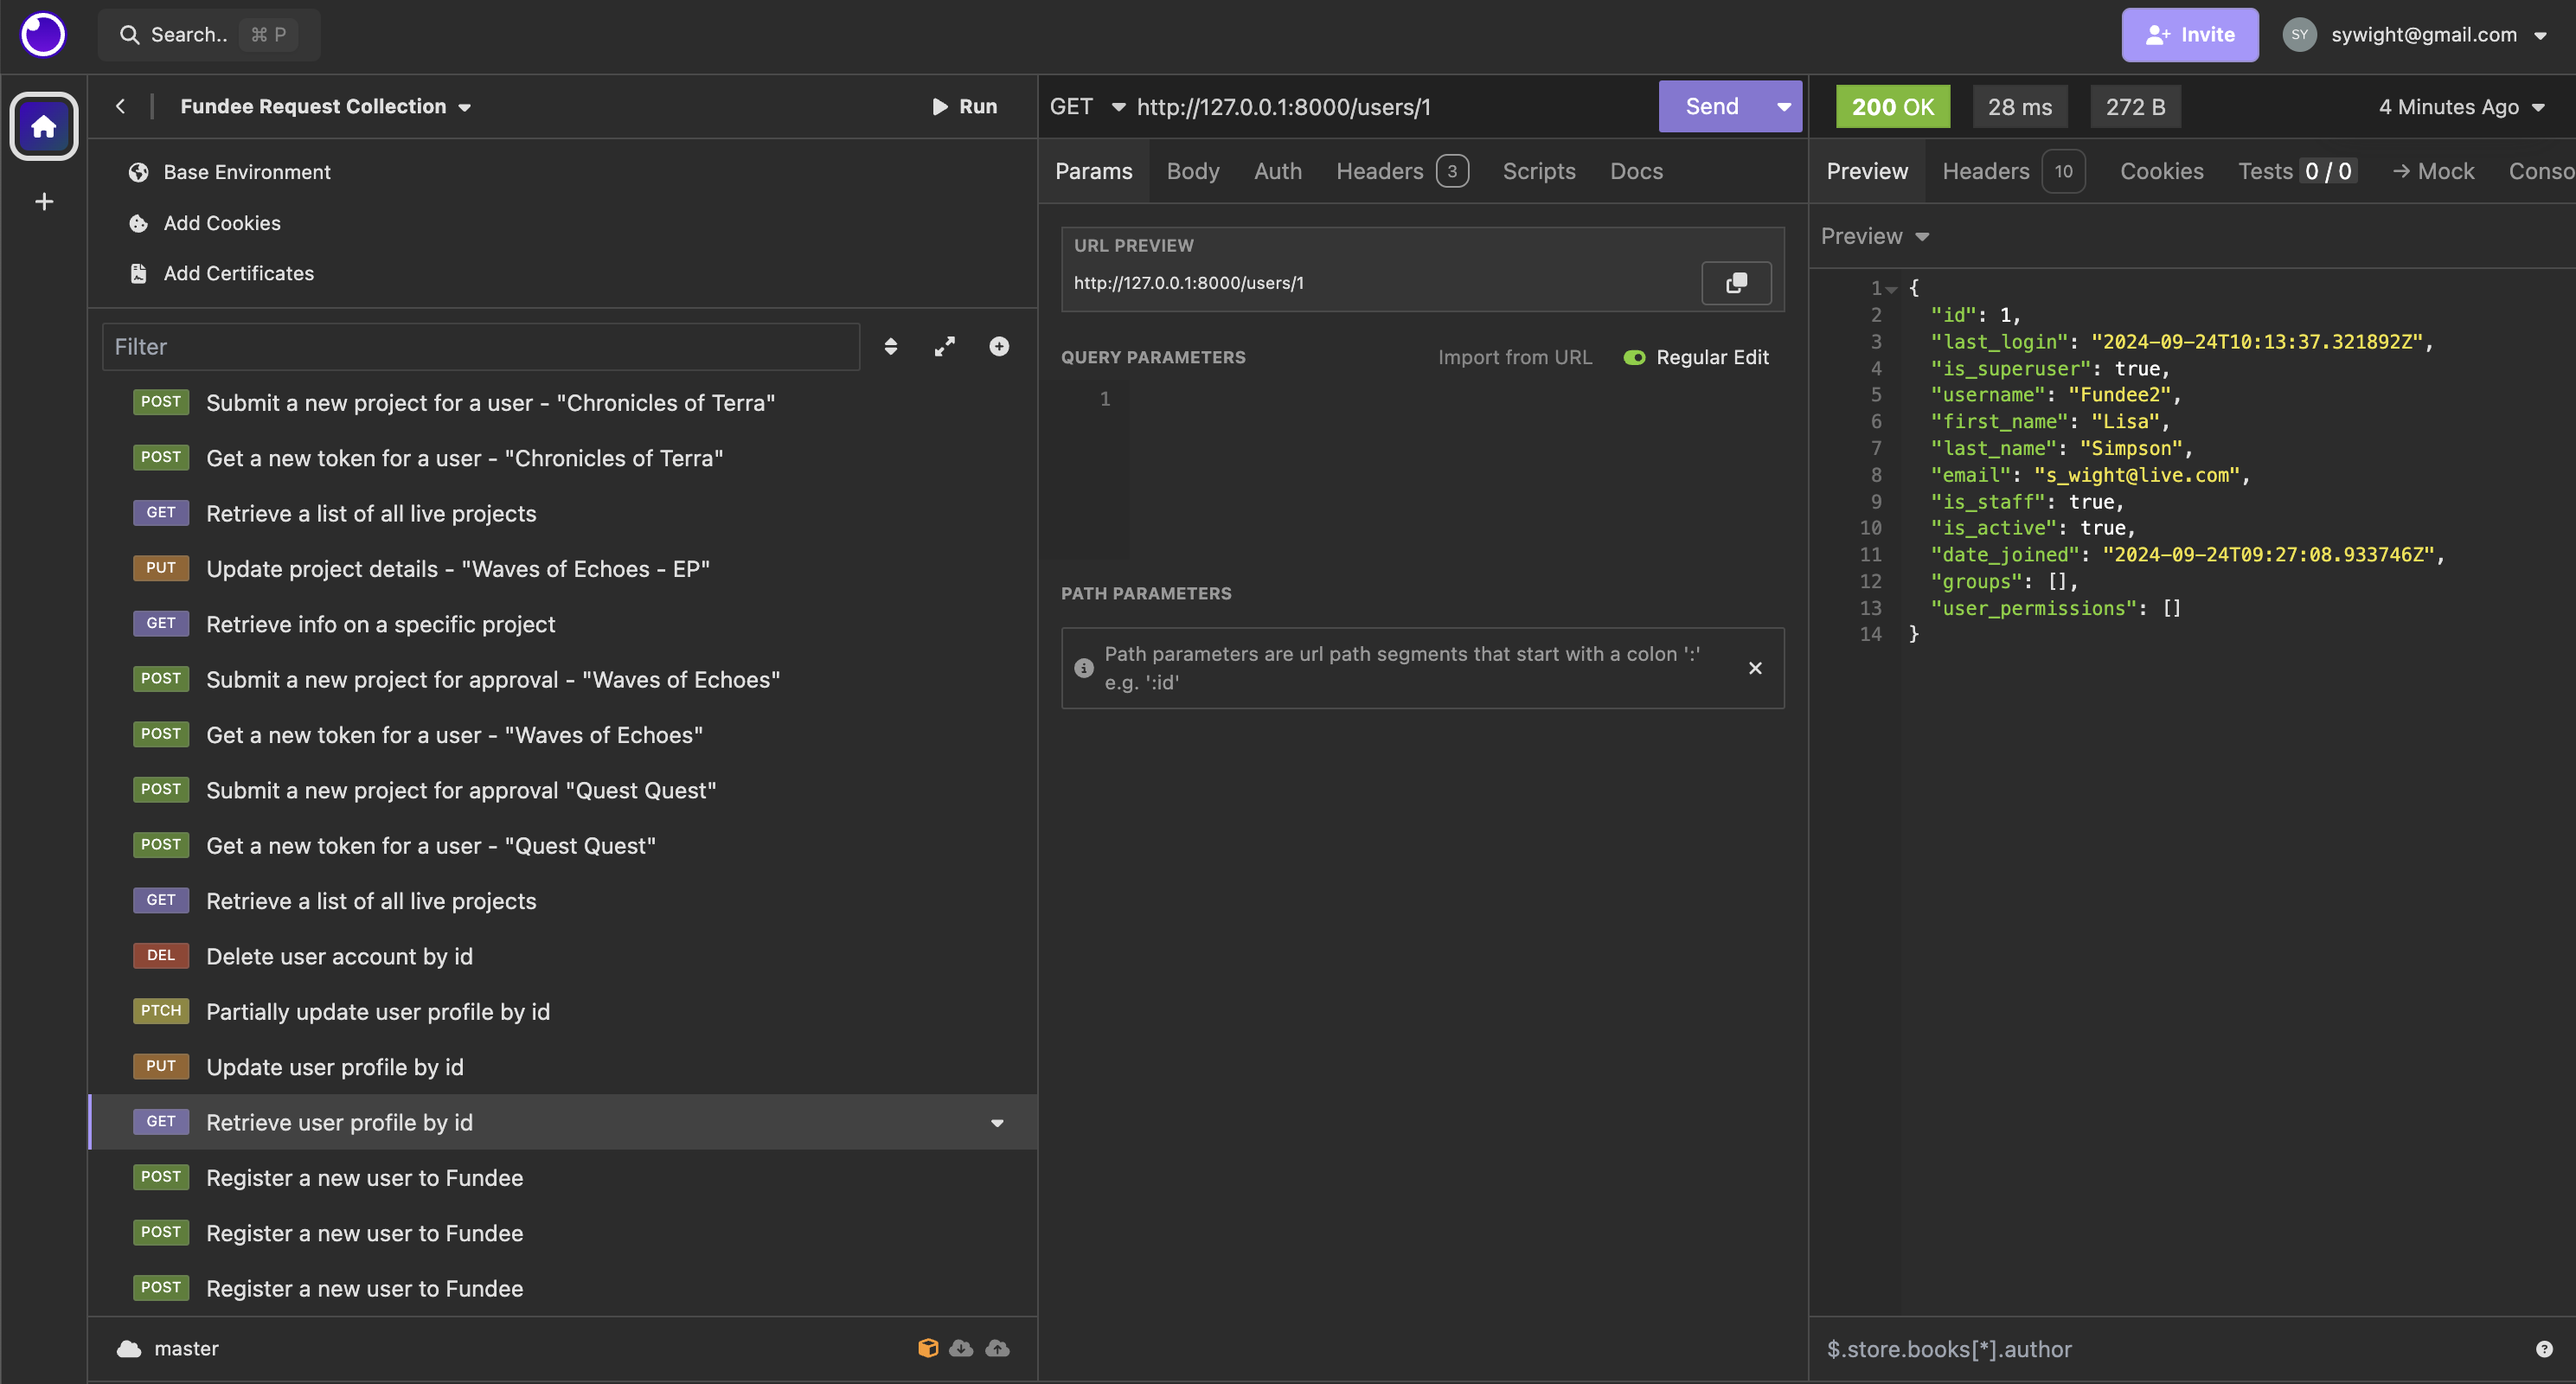 Search.. ⌘ P
Invite
SY sywight@gmail.com
Fundee Request Collection
Run
Base Environment
Add Cookies
Add Certificates
Filter
POST Submit a new project for a user - "Chronicles of Terra"
POST Get a new token for a user - "Chronicles of Terra"
GET Retrieve a list of all live projects
PUT Update project details - "Waves of Echoes - EP"
GET Retrieve info on a specific project
POST Submit a new project for approval - "Waves of Echoes"
POST Get a new token for a user - "Waves of Echoes"
POST Submit a new project for approval "Quest Quest"
POST Get a new token for a user - "Quest Quest"
GET Retrieve a list of all live projects
DEL Delete user account by id
PTCH Partially update user profile by id
PUT Update user profile by id
GET Retrieve user profile by id
POST Register a new user to Fundee
POST Register a new user to Fundee
POST Register a new user to Fundee
master
GET http://127.0.0.1:8000/users/1
Send
Params Body Auth Headers 3 Scripts Docs
URL PREVIEW
http://127.0.0.1:8000/users/1
QUERY PARAMETERS Import from URL Regular Edit
1
PATH PARAMETERS
Path parameters are url path segments that start with a colon ':'
e.g. ':id'
200 OK 28 ms 272 B 4 Minutes Ago
Preview Headers 10 Cookies Tests 0 / 0 → Mock Conso
Preview
1 {
2 "id": 1,
3 "last_login": "2024-09-24T10:13:37.321892Z",
4 "is_superuser": true,
5 "username": "Fundee2",
6 "first_name": "Lisa",
7 "last_name": "Simpson",
8 "email": "s_wight@live.com",
9 "is_staff": true,
10 "is_active": true,
11 "date_joined": "2024-09-24T09:27:08.933746Z",
12 "groups": [],
13 "user_permissions": []
14 }
$.store.books[*].author